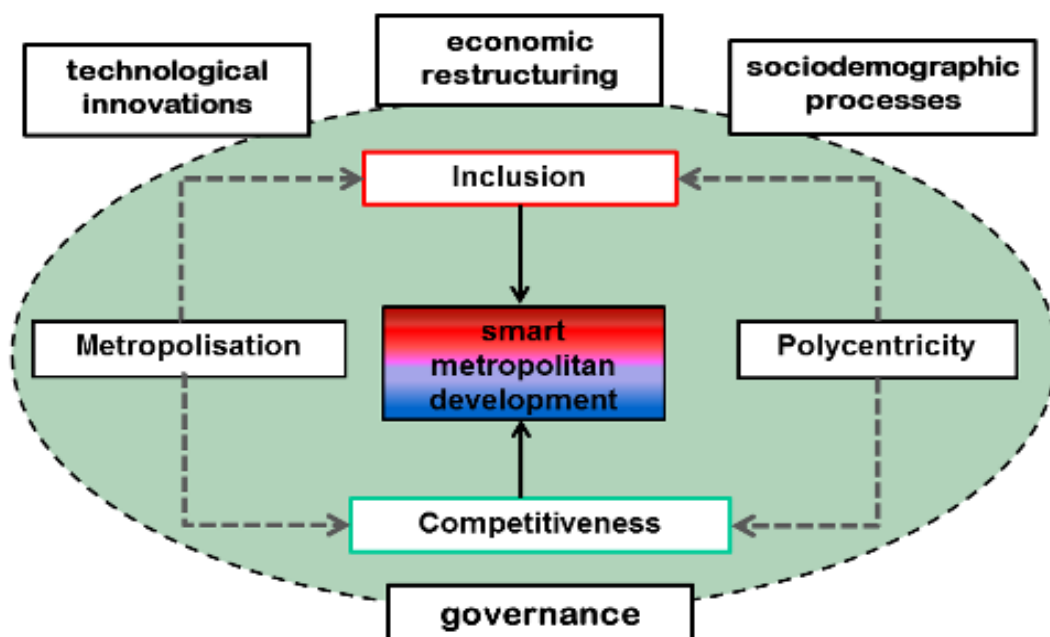 economic
restructuring
technological
innovations
sociodemographic
processes
Inclusion
Metropolisation
smart
metropolitan
development
Polycentricity
Competitiveness
governance